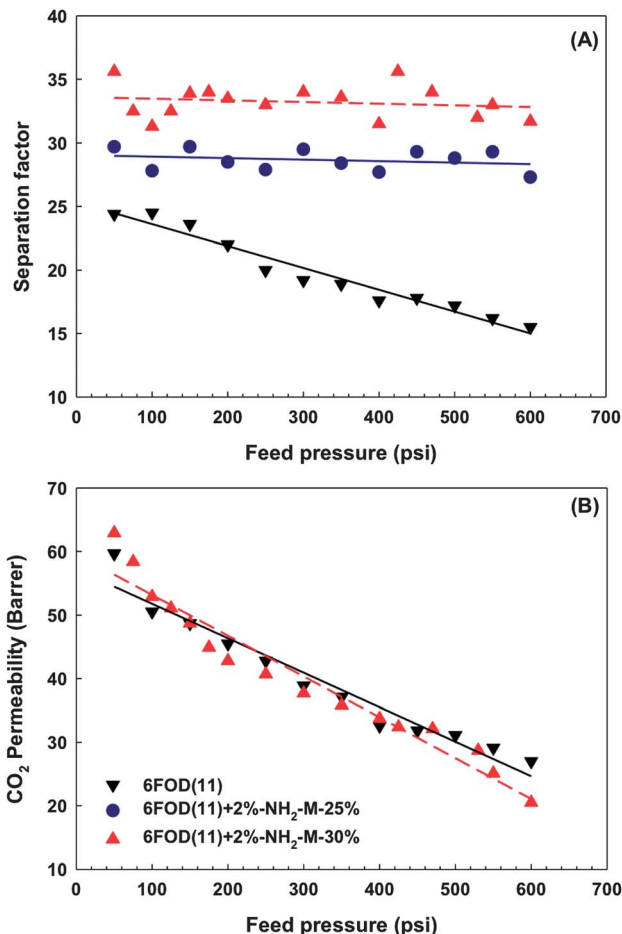 40
(A)
35
30
25
20
15
10
0 100 200 300 400 500 600 700
Separation factor
Feed pressure (psi)
70
(B)
60
50
40
30
20
10
0 100 200 300 400 500 600 700
CO₂ Permeability (Barrer)
6FOD(11)
6FOD(11)+2%-NH₂-M-25%
6FOD(11)+2%-NH₂-M-30%
Feed pressure (psi)